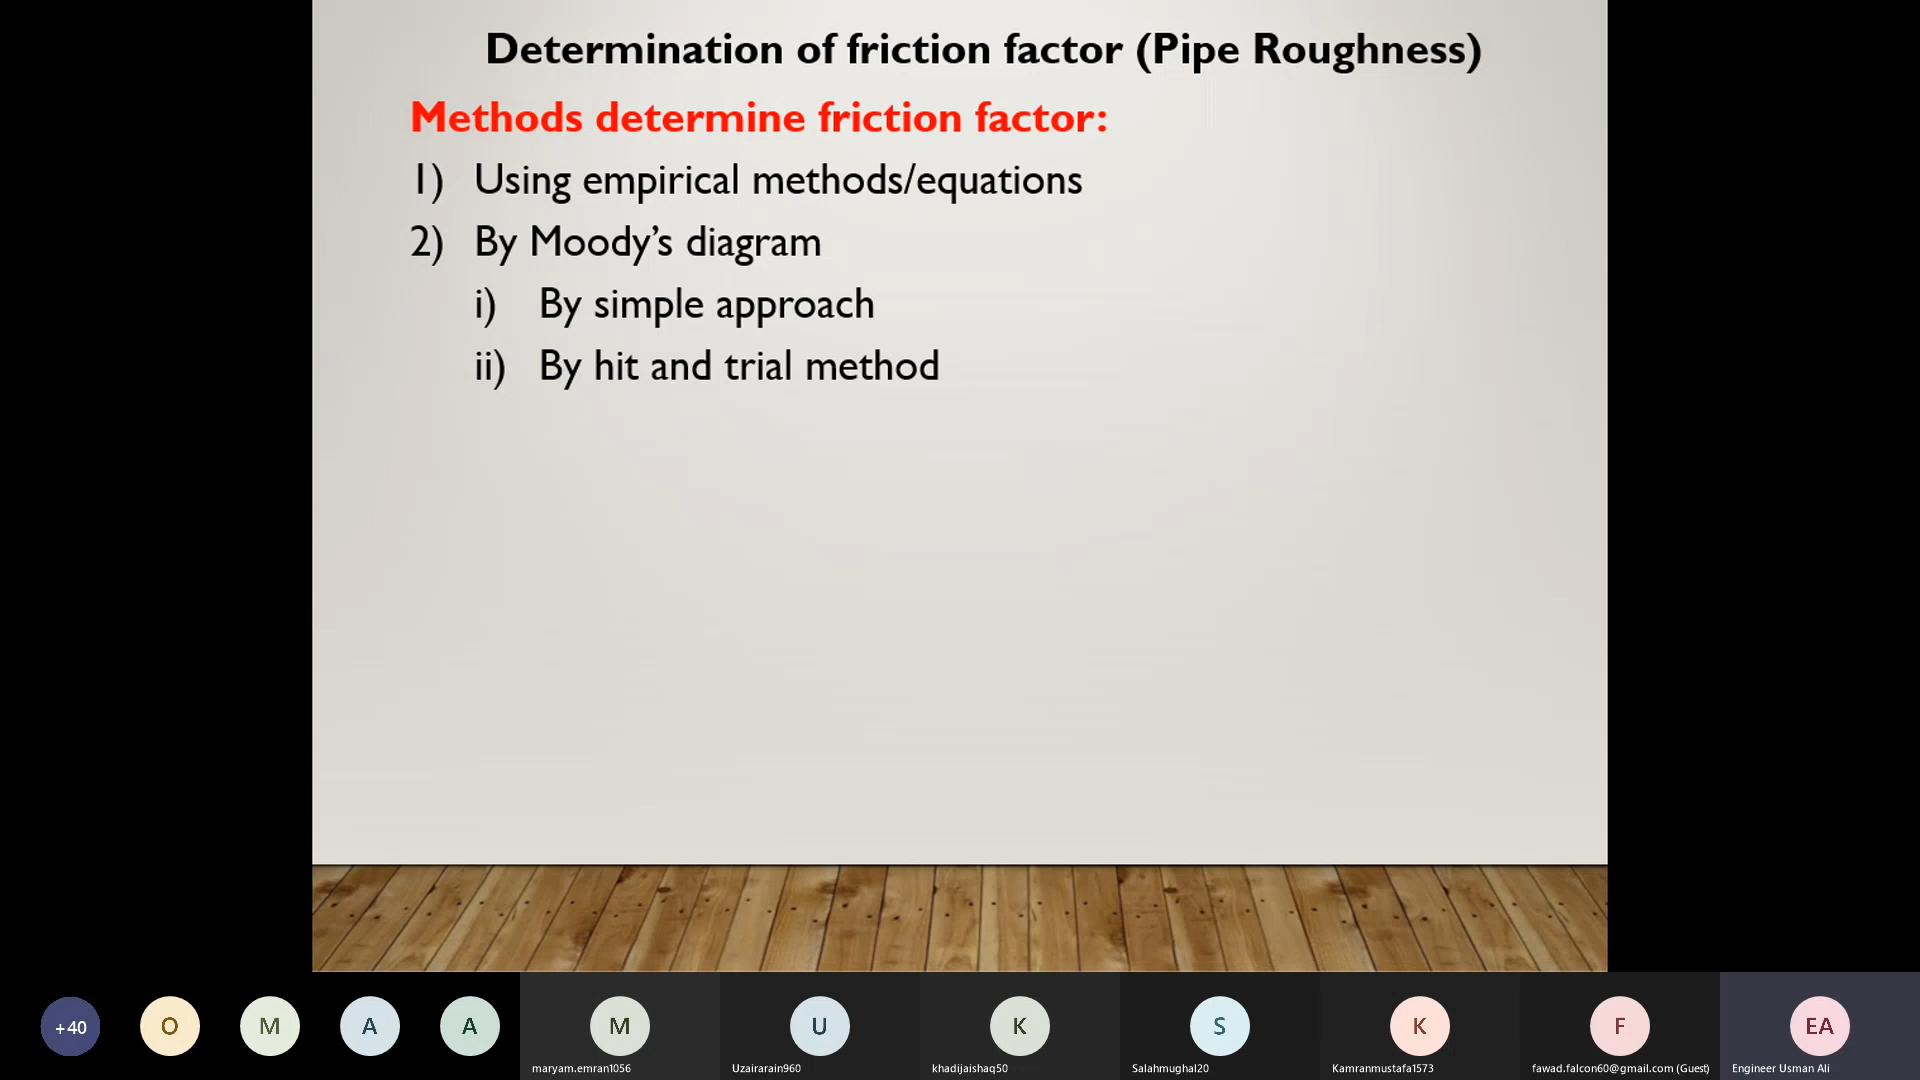 Determination of friction factor (Pipe Roughness)
Methods determine friction factor:
1) Using empirical methods/equations
2) By Moody’s diagram
i) By simple approach
ii) By hit and trial method
+40
O
M
A
A
M
U
K
S
K
F
EA
maryam.emran1056
Uzairarain960
khadijaishaq50
Salahmughal20
Kamranmustafa1573
fawad.falcon60@gmail.com (Guest)
Engineer Usman Ali